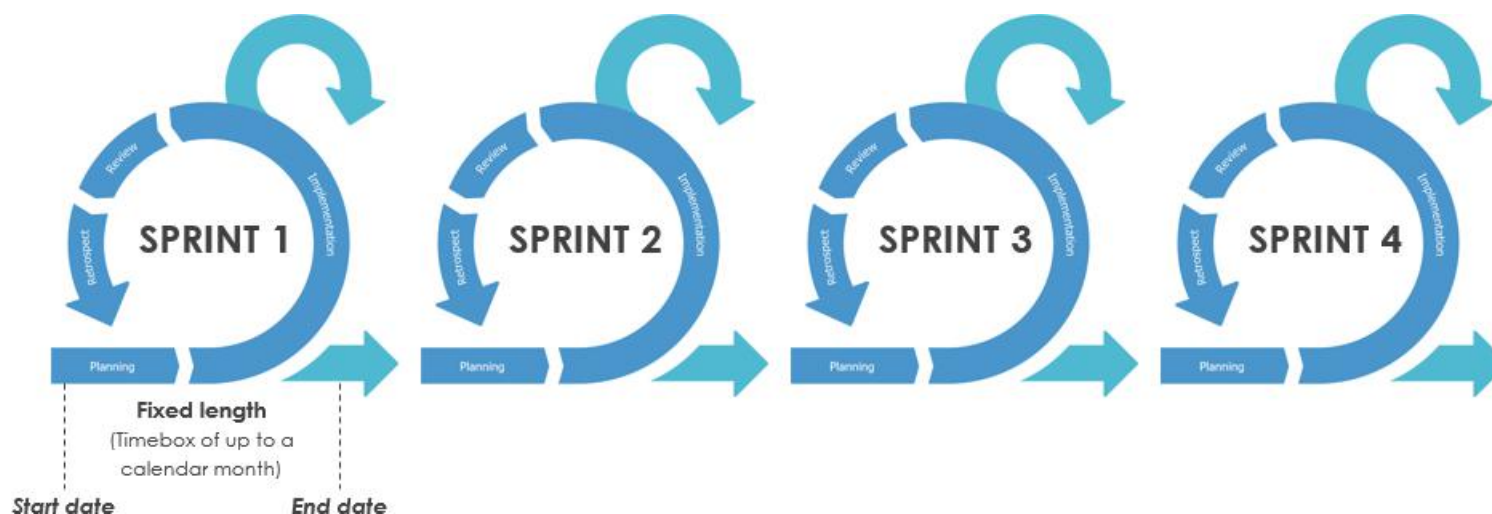 Review
Implementation
Retrospect
SPRINT 1
Planning
Review
Implementation
Retrospect
SPRINT 2
Planning
Review
Implementation
Retrospect
SPRINT 3
Planning
Review
Implementation
Retrospect
SPRINT 4
Planning
Fixed length
(Timebox of up to a
calendar month)
Start date
End date